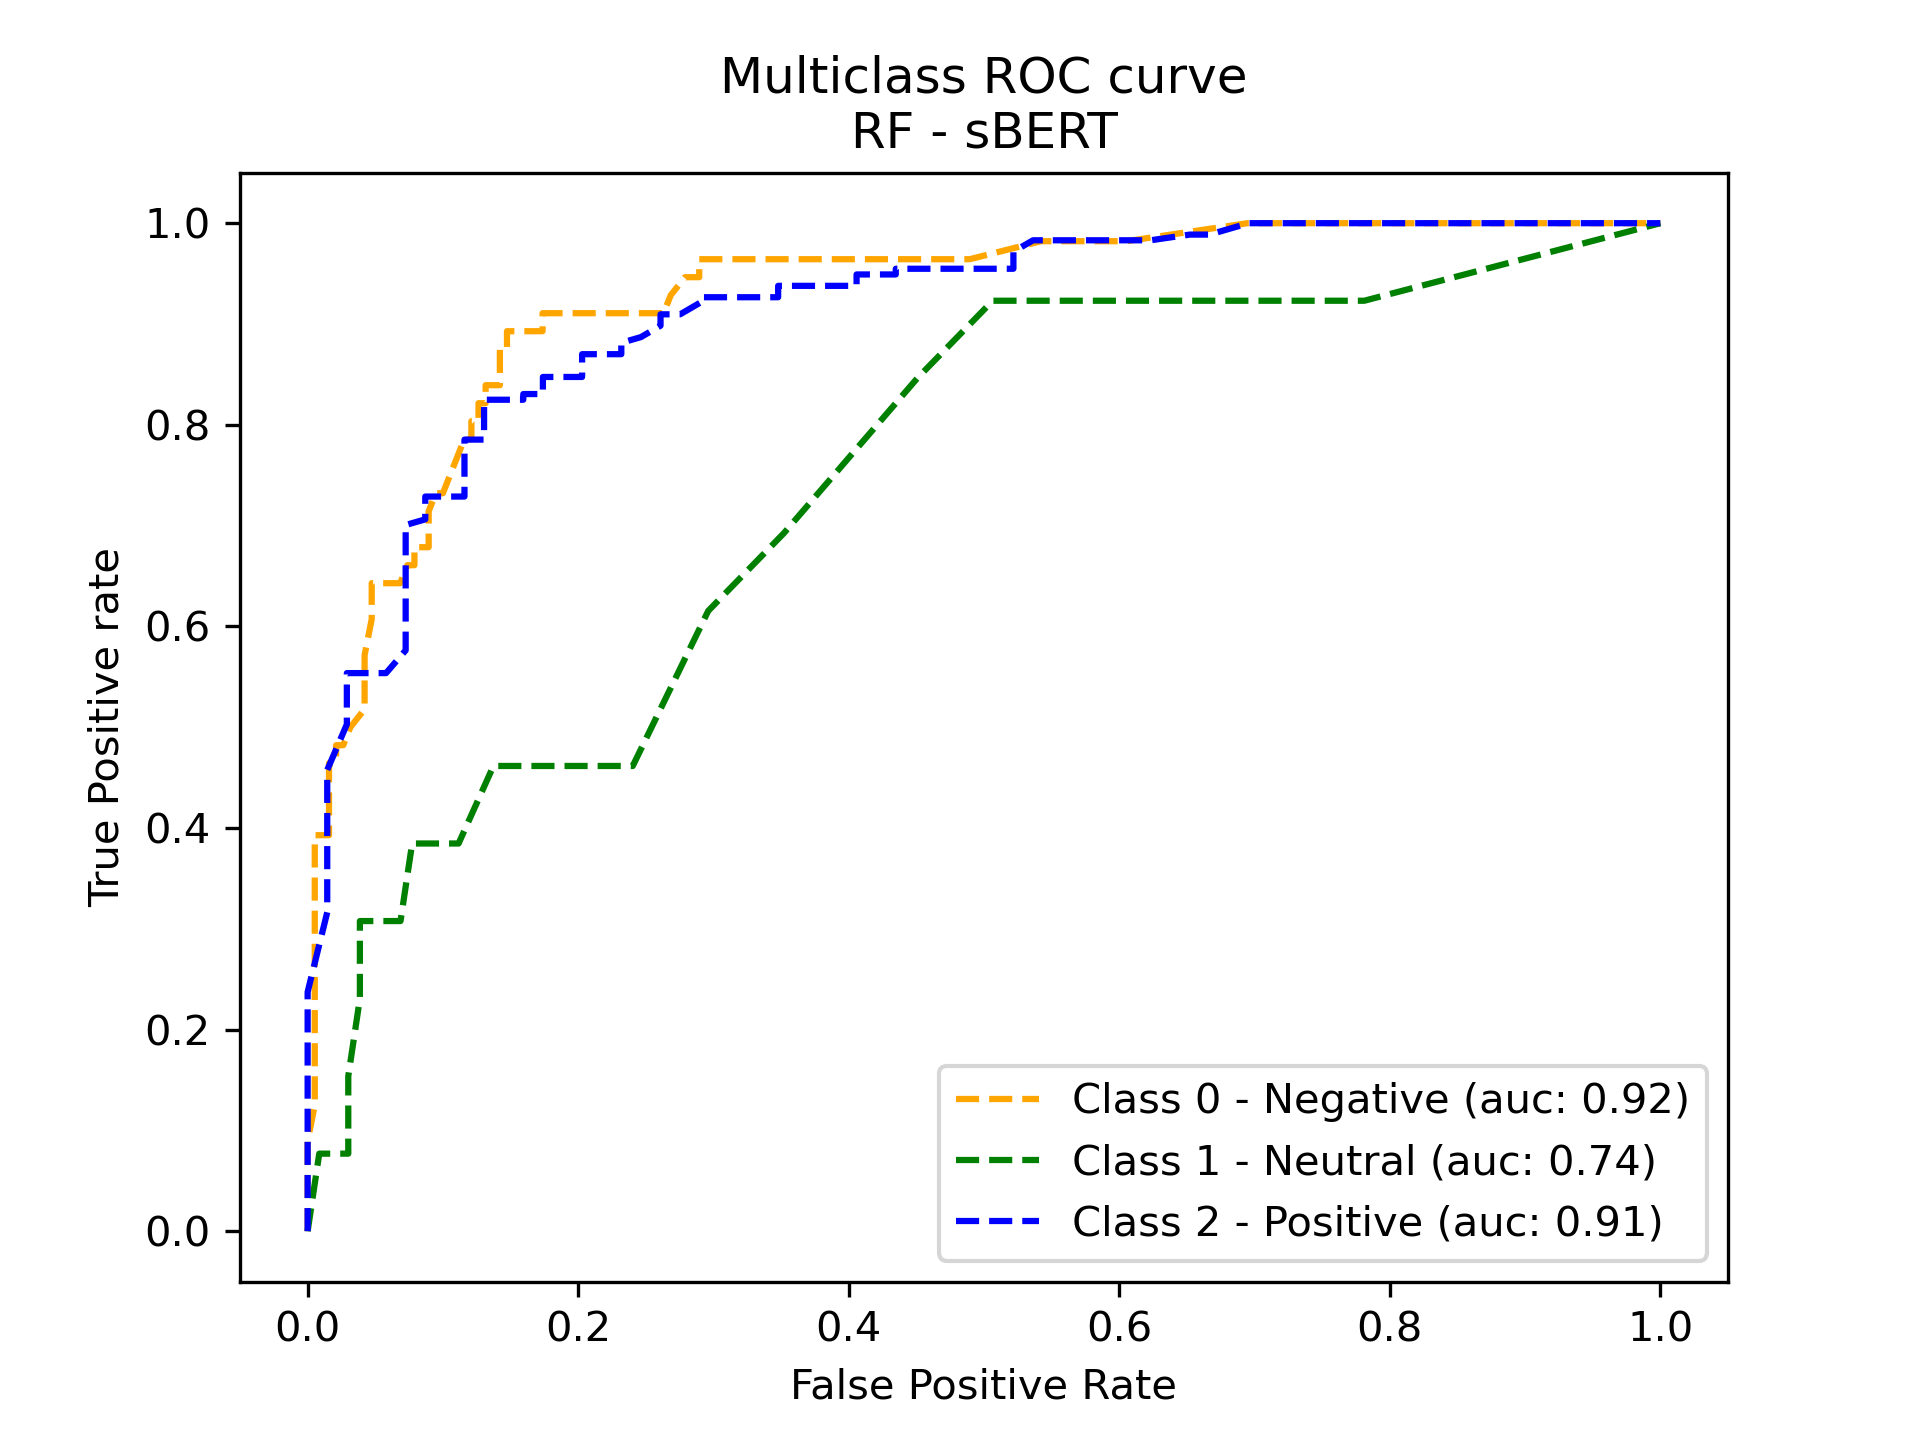 Multiclass ROC curve
RF - sBERT
True Positive rate
1.0
0.8
0.6
0.4
0.2
0.0
Class 0 - Negative (auc: 0.92)
Class 1 - Neutral (auc: 0.74)
Class 2 - Positive (auc: 0.91)
0.0 0.2 0.4 0.6 0.8 1.0
False Positive Rate